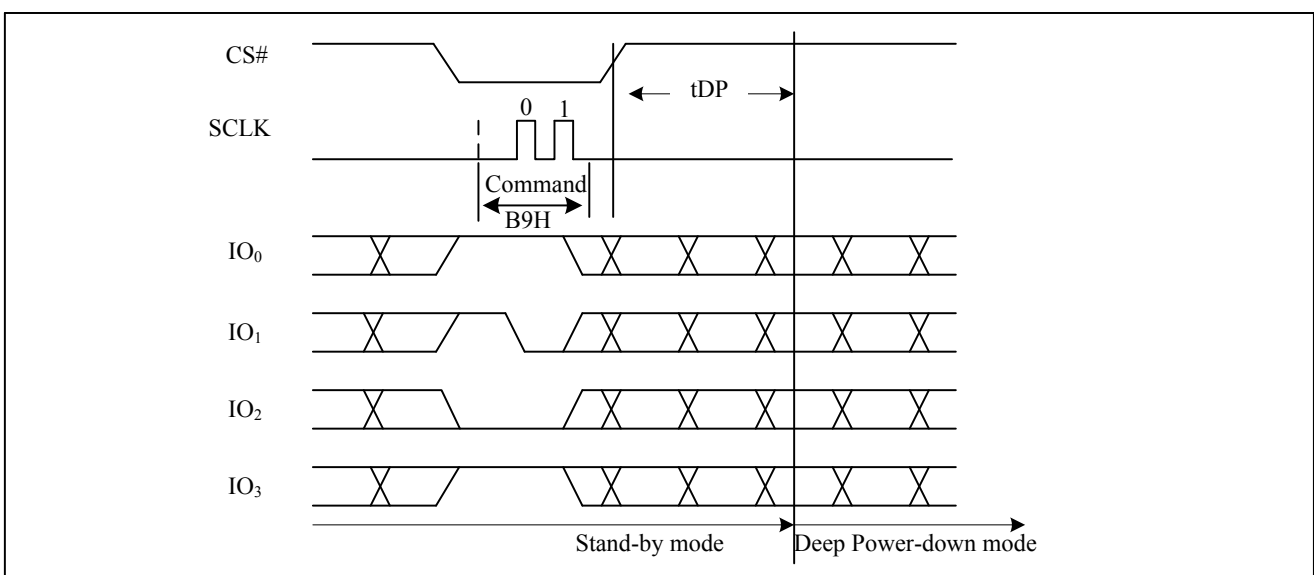 CS#
tDP
SCLK
0 1
Command
B9H
IO₀
IO₁
IO₂
IO₃
Stand-by mode
Deep Power-down mode